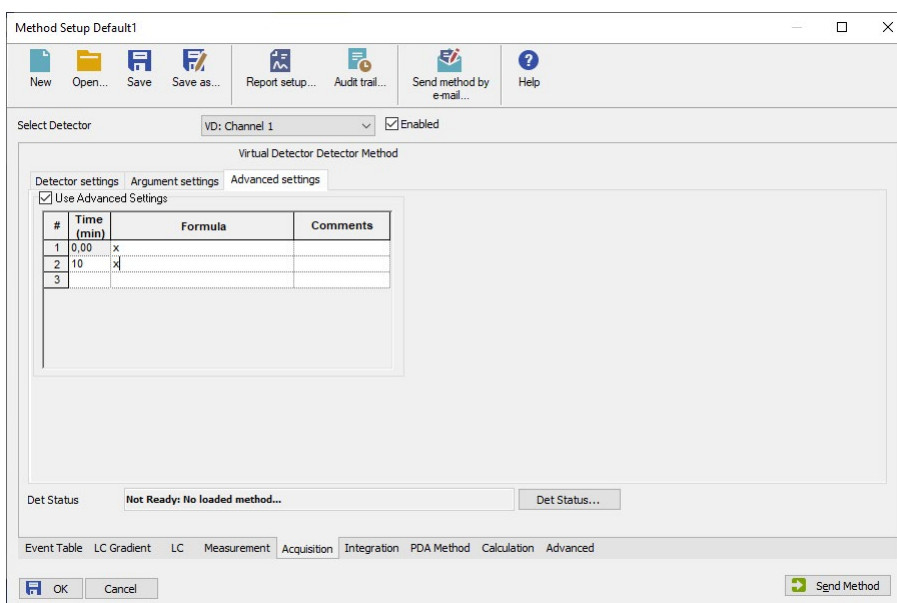 Method Setup Default1
New Open... Save Save as... Report setup... Audit trail... Send method by e-mail... Help
Select Detector VD: Channel 1 Enabled
Virtual Detector Detector Method
Detector settings Argument settings Advanced settings
Use Advanced Settings
# Time (min) Formula Comments
1 0,00 x
2 10 x
3
Det Status Not Ready: No loaded method... Det Status...
Event Table LC Gradient LC Measurement Acquisition Integration PDA Method Calculation Advanced
OK Cancel Send Method